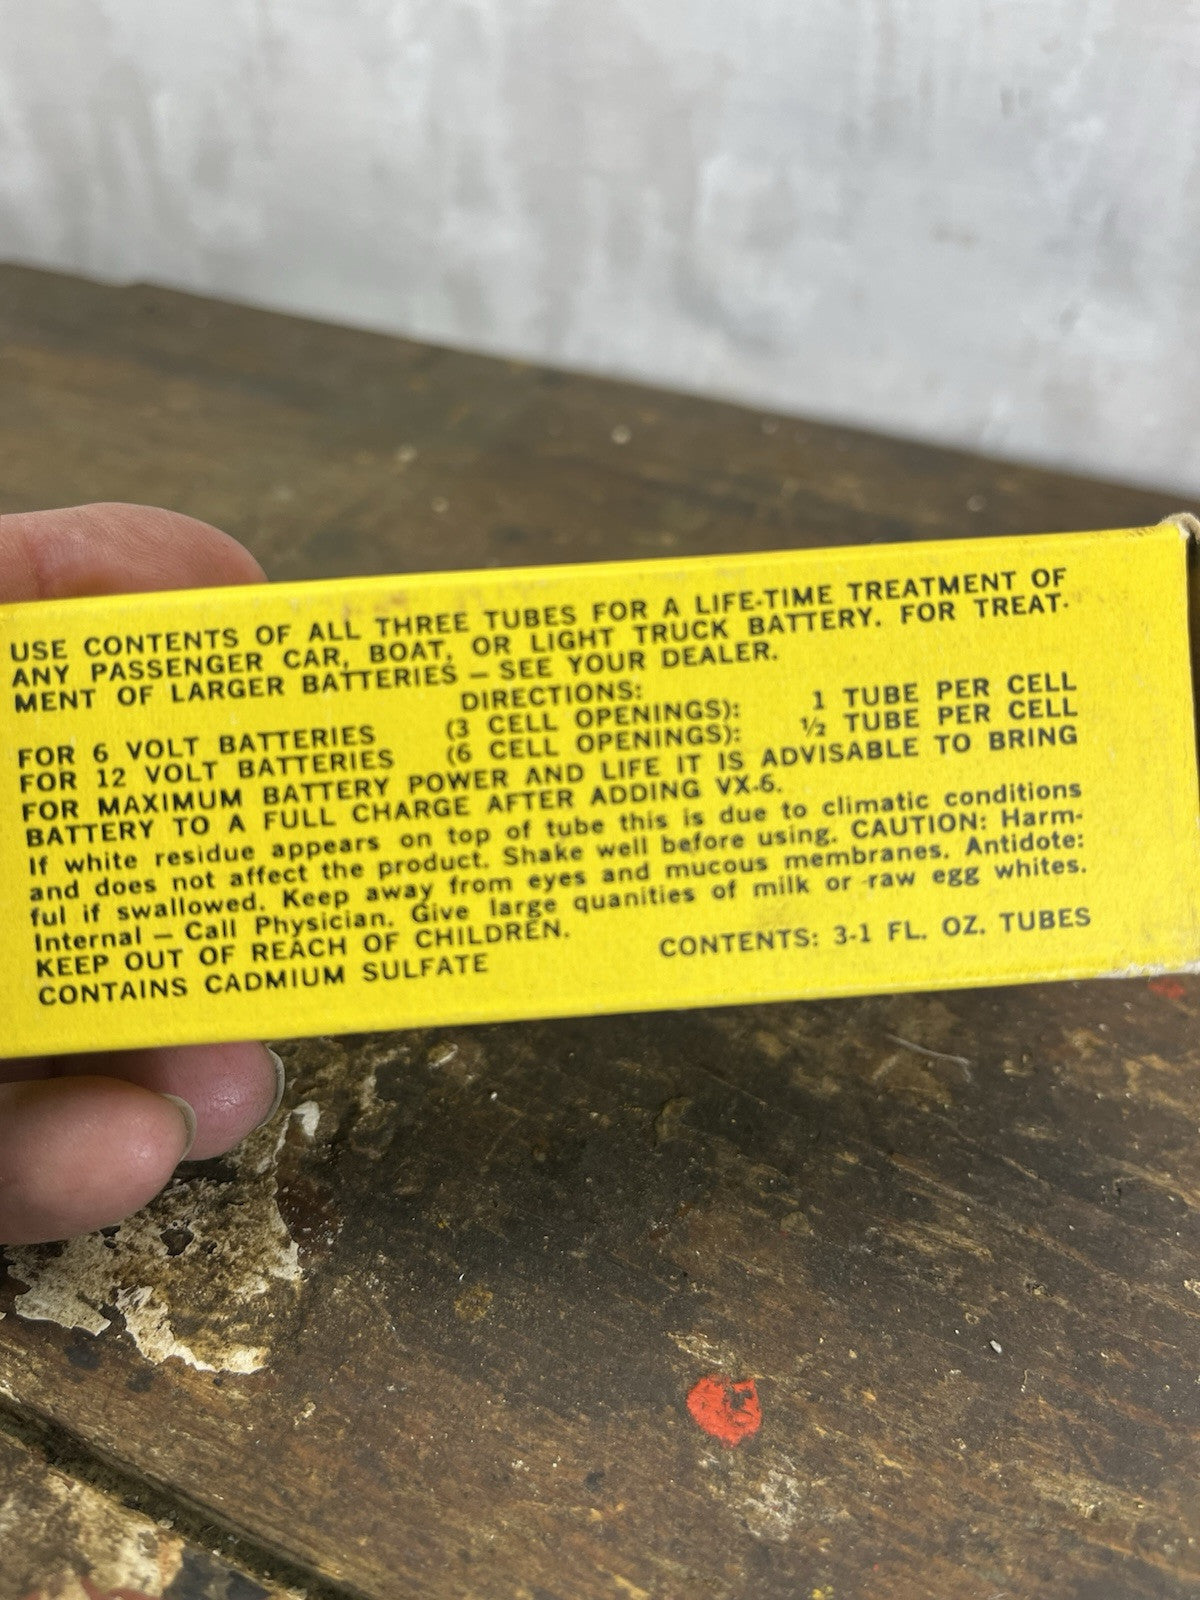 USE CONTENTS OF ALL THREE TUBES FOR A LIFE-TIME TREATMENT OF
ANY PASSENGER CAR, BOAT, OR LIGHT TRUCK BATTERY. FOR TREAT-
MENT OF LARGER BATTERIES — SEE YOUR DEALER.
DIRECTIONS:
FOR 6 VOLT BATTERIES (3 CELL OPENINGS): 1 TUBE PER CELL
FOR 12 VOLT BATTERIES (6 CELL OPENINGS): ½ TUBE PER CELL
FOR MAXIMUM BATTERY POWER AND LIFE IT IS ADVISABLE TO BRING
BATTERY TO A FULL CHARGE AFTER ADDING VX-6.
If white residue appears on top of tube this is due to climatic conditions
and does not affect the product. Shake well before using. CAUTION: Harm-
ful if swallowed. Keep away from eyes and mucous membranes. Antidote:
Internal — Call Physician. Give large quanities of milk or raw egg whites.
KEEP OUT OF REACH OF CHILDREN.
CONTAINS CADMIUM SULFATE CONTENTS: 3-1 FL. OZ. TUBES